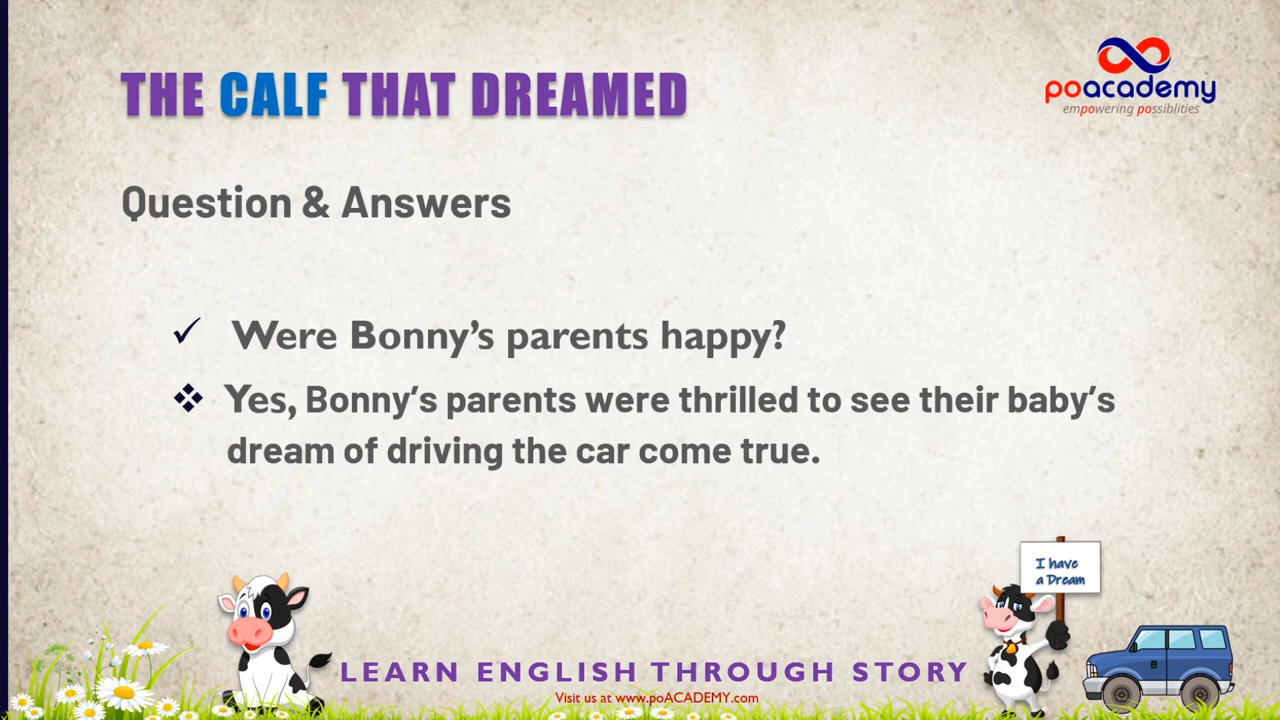 THE CALF THAT DREAMED
poacademy
empowering possiblities
Question & Answers
✓ Were Bonny's parents happy?
❖ Yes, Bonny's parents were thrilled to see their baby's
dream of driving the car come true.
I have
a Dream
LEARN ENGLISH THROUGH STORY
Visit us at www.poACADEMY.com